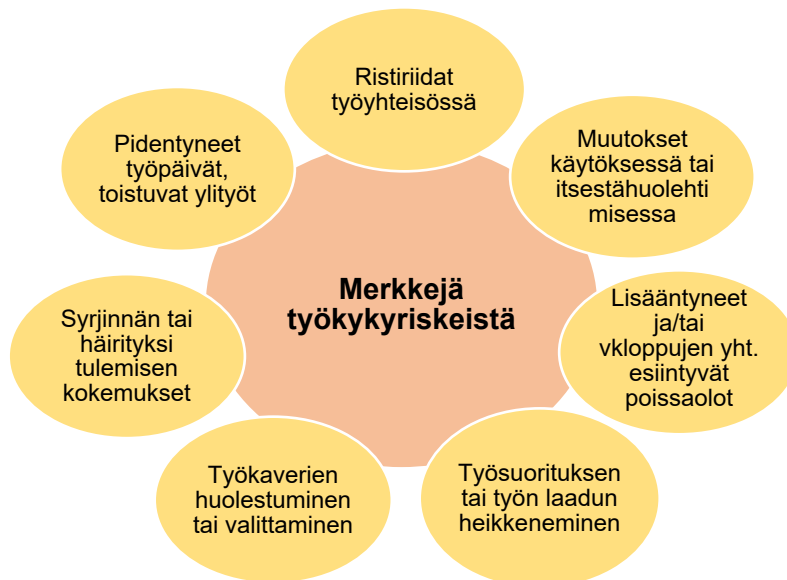 Ristiriidat
työyhteisössä
Muutokset
käytöksessä tai
itsestähuolehti
misessa
Lisääntyneet
ja/tai
vkloppujen yht.
esiintyvät
poissaolot
Työsuorituksen
tai työn laadun
heikkeneminen
Työkaverien
huolestuminen
tai valittaminen
Syrjinnän tai
häirityksi
tulemisen
kokemukset
Pidentyneet
työpäivät,
toistuvat ylityöt
Merkkejä
työkykyriskeistä